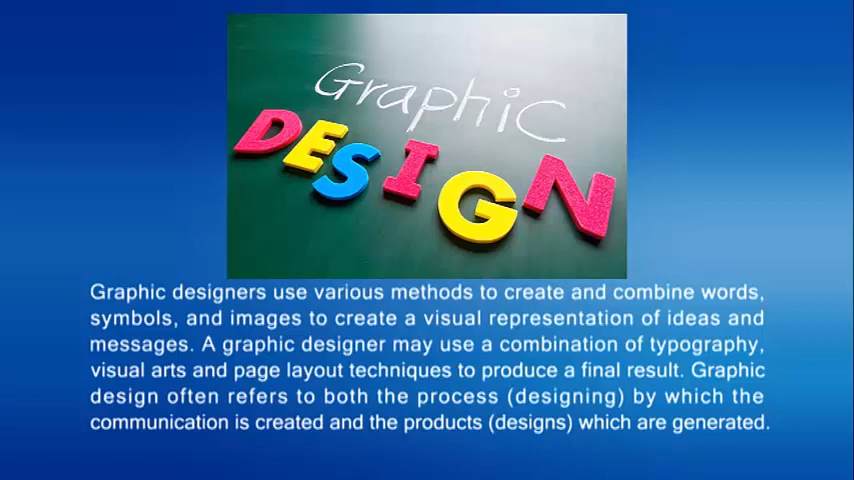 Graphic
DESIGN
Graphic designers use various methods to create and combine words,
symbols, and images to create a visual representation of ideas and
messages. A graphic designer may use a combination of typography,
visual arts and page layout techniques to produce a final result. Graphic
design often refers to both the process (designing) by which the
communication is created and the products (designs) which are generated.